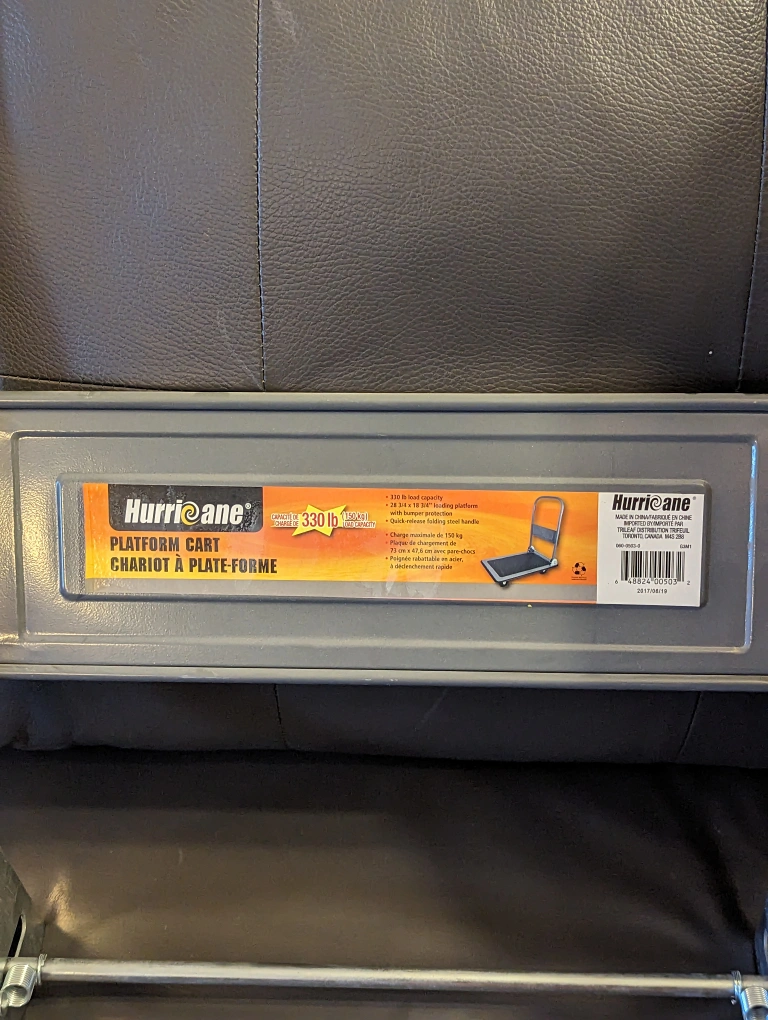 Hurricane®
PLATFORM CART
CHARIOT À PLATE-FORME
CAPACITÉ DE
CHARGE DE
330 lb
150 kg
LOAD CAPACITY
• 330 lb load capacity
• 28 3/4 x 18 3/4" loading platform
with bumper protection
• Quick-release folding steel handle
• Charge maximale de 150 kg
• Plaque de chargement de
73 cm x 47,6 cm avec pare-chocs
• Poignée rabattable en acier,
à déclenchement rapide
Hurricane®
MADE IN CHINA/FABRIQUÉ EN CHINE
IMPORTED BY/IMPORTÉ PAR
TRILEAF DISTRIBUTION TRIFEUIL
TORONTO, CANADA M4S 2B8
060-0503-0 G3M1
6 48824 00503 2
2017/08/19